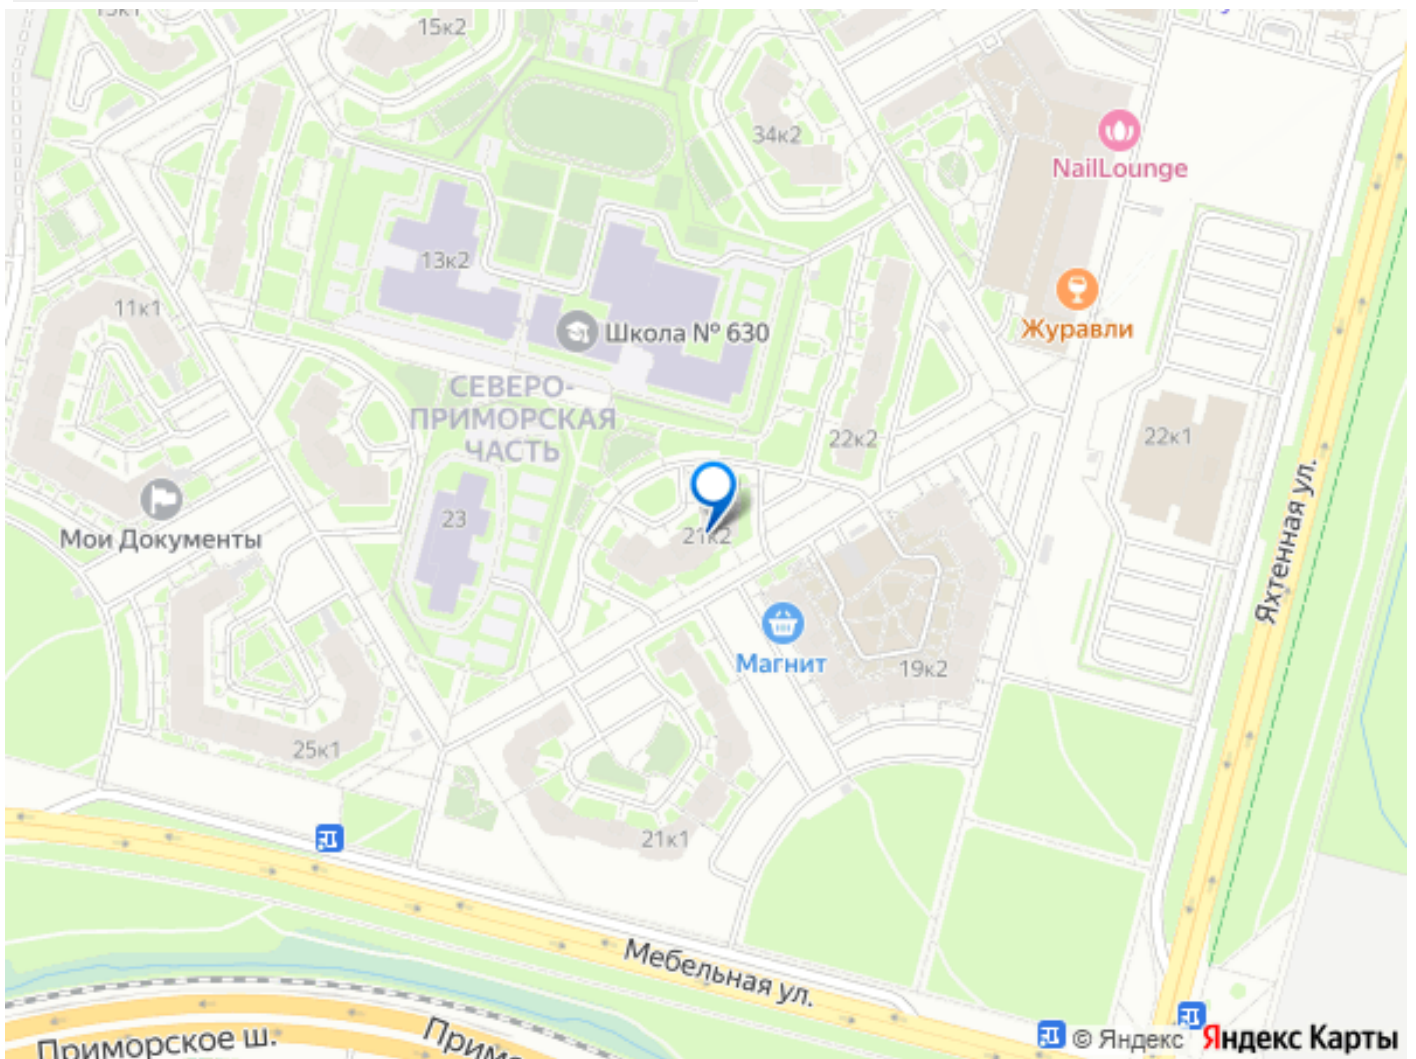 15к1
15к2
34к2
NailLounge
13к2
11к1
Школа № 630
Журавли
СЕВЕРО-
ПРИМОРСКАЯ
ЧАСТЬ
22к2
22к1
Мои Документы
23
21к2
Яхтенная ул.
Магнит
19к2
25к1
21к1
Мебельная ул.
Приморское ш.
© Яндекс Яндекс Карты